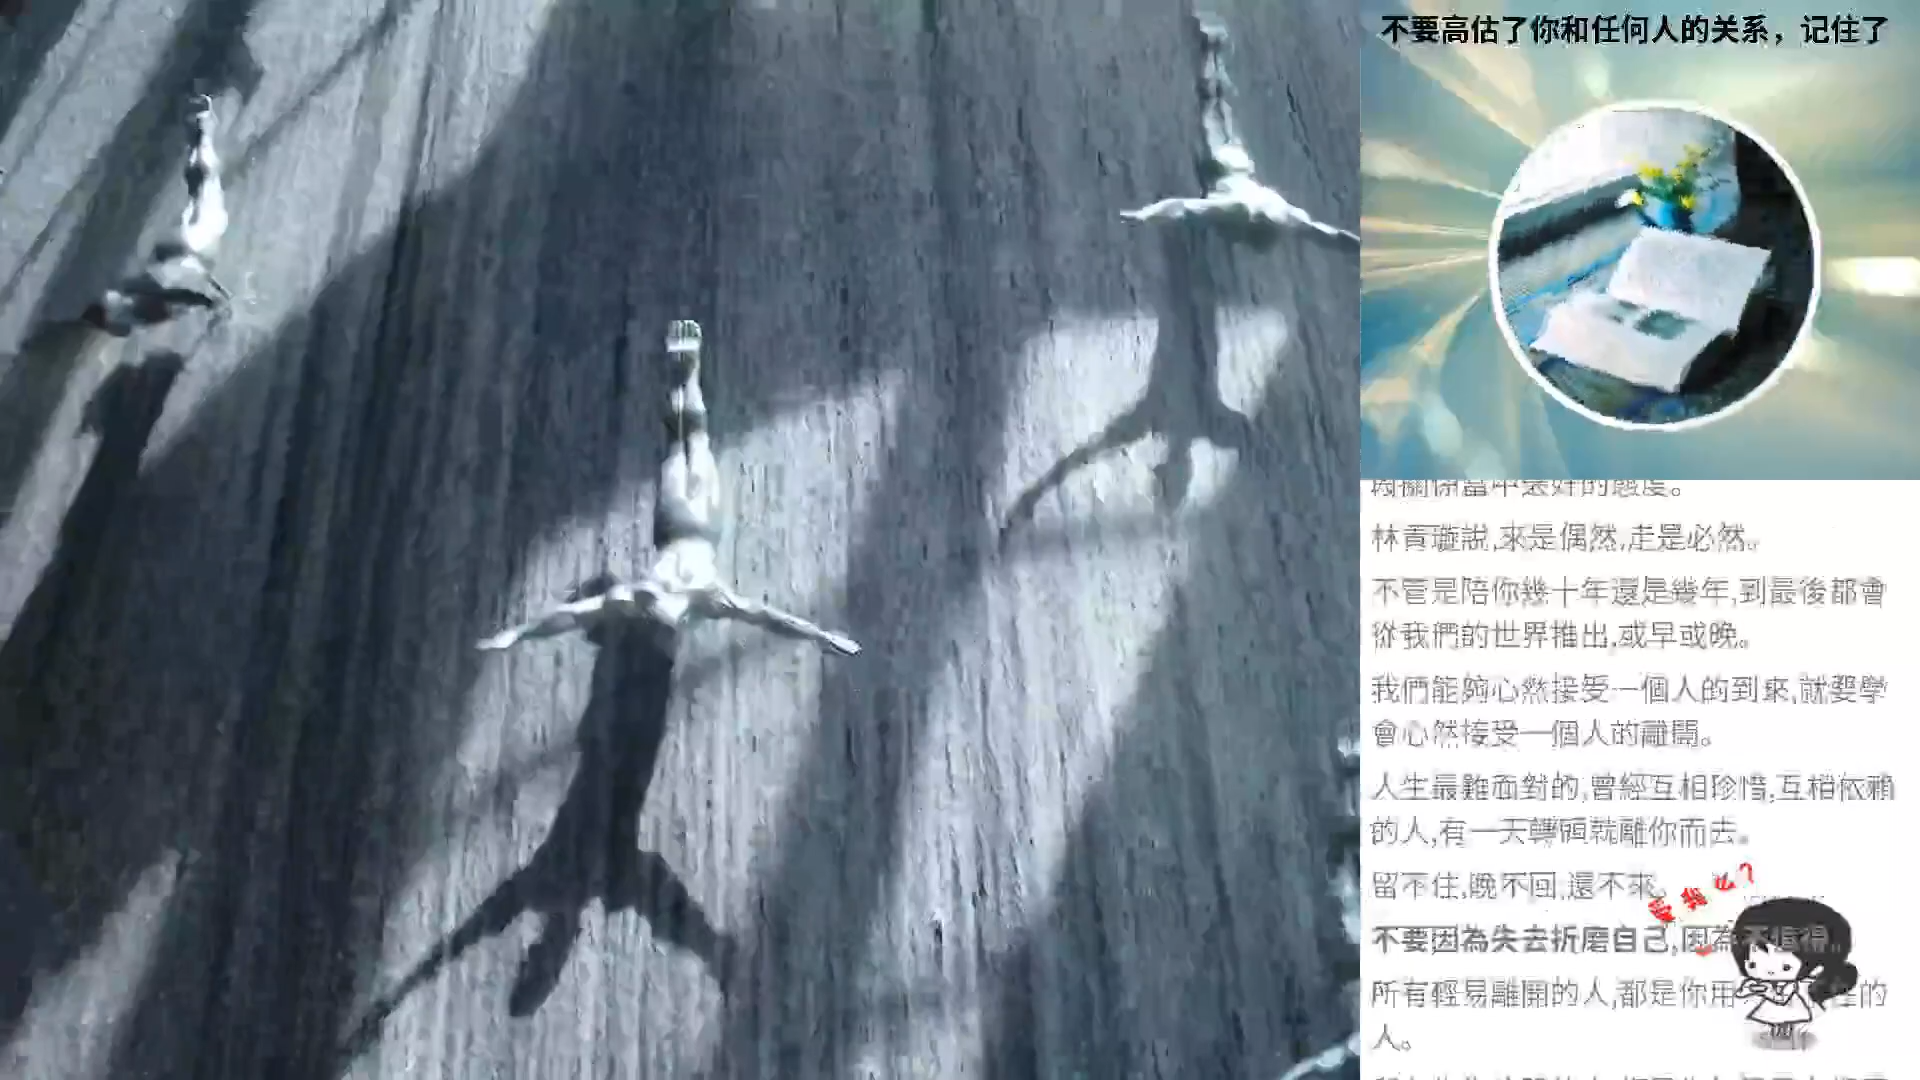 不要高估了你和任何人的关系，记住了
林青璇說,來是偶然,走是必然。
不管是陪你幾十年還是幾年,到最後都會
從我們的世界推出,或早或晚。
我們能夠心然接受一個人的到來,就要學
會心然接受一個人的離開。
人生最難面對的,曾經互相珍惜,互相依賴
的人,有一天轉頭就離你而去。
留不住,晚不回,還不來。
爱我么?
不要因為失去折磨自己,因為不值得。
所有輕易離開的人,都是你用 的
人。